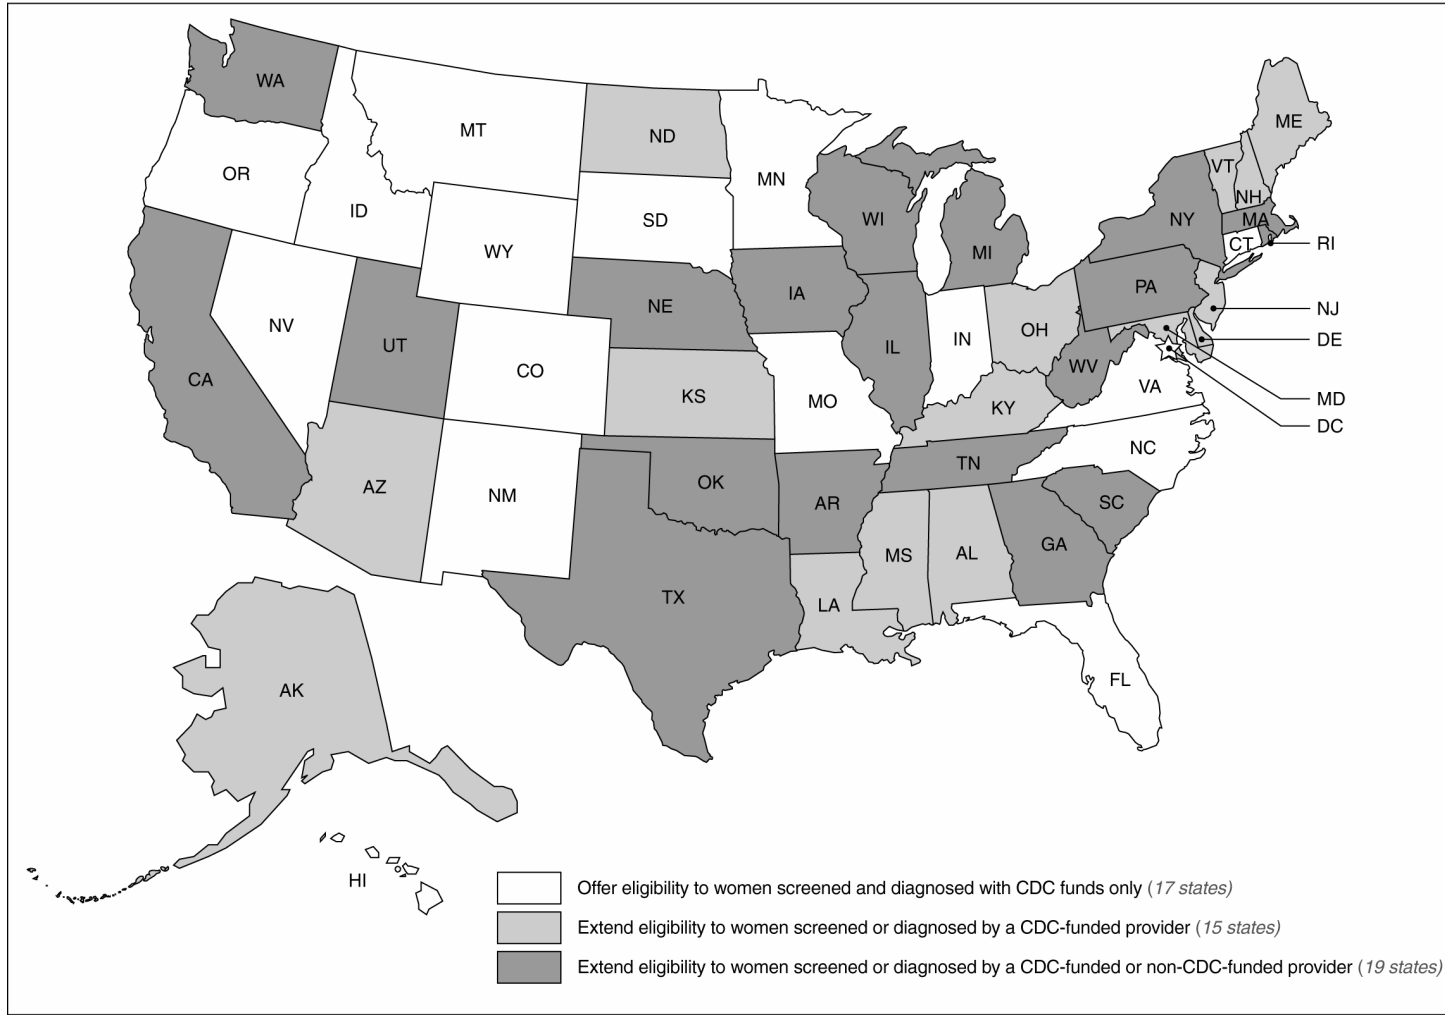 WA
MT
ND
ME
OR
ID
MN
VT
NH
SD
WI
NY
MA
WY
MI
CT
RI
NE
IA
PA
NV
NJ
UT
OH
IN
IL
DE
CO
CA
WV
KS
VA
MD
MO
KY
DC
NC
TN
AZ
NM
OK
AR
SC
GA
MS
AL
TX
LA
FL
AK
HI
Offer eligibility to women screened and diagnosed with CDC funds only (17 states)
Extend eligibility to women screened or diagnosed by a CDC-funded provider (15 states)
Extend eligibility to women screened or diagnosed by a CDC-funded or non-CDC-funded provider (19 states)